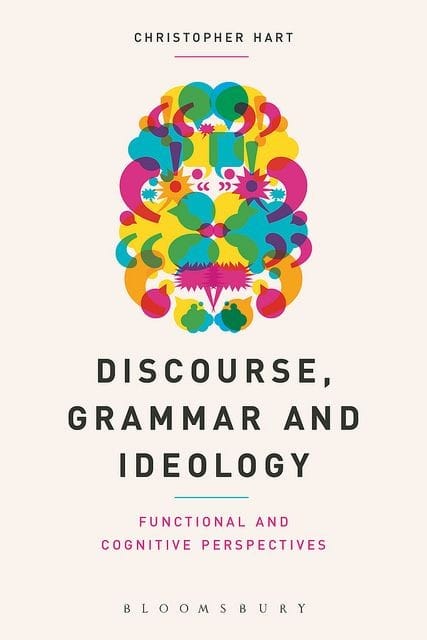 CHRISTOPHER HART
“ ”
DISCOURSE,
GRAMMAR AND
IDEOLOGY
FUNCTIONAL AND
COGNITIVE PERSPECTIVES
BLOOMSBURY